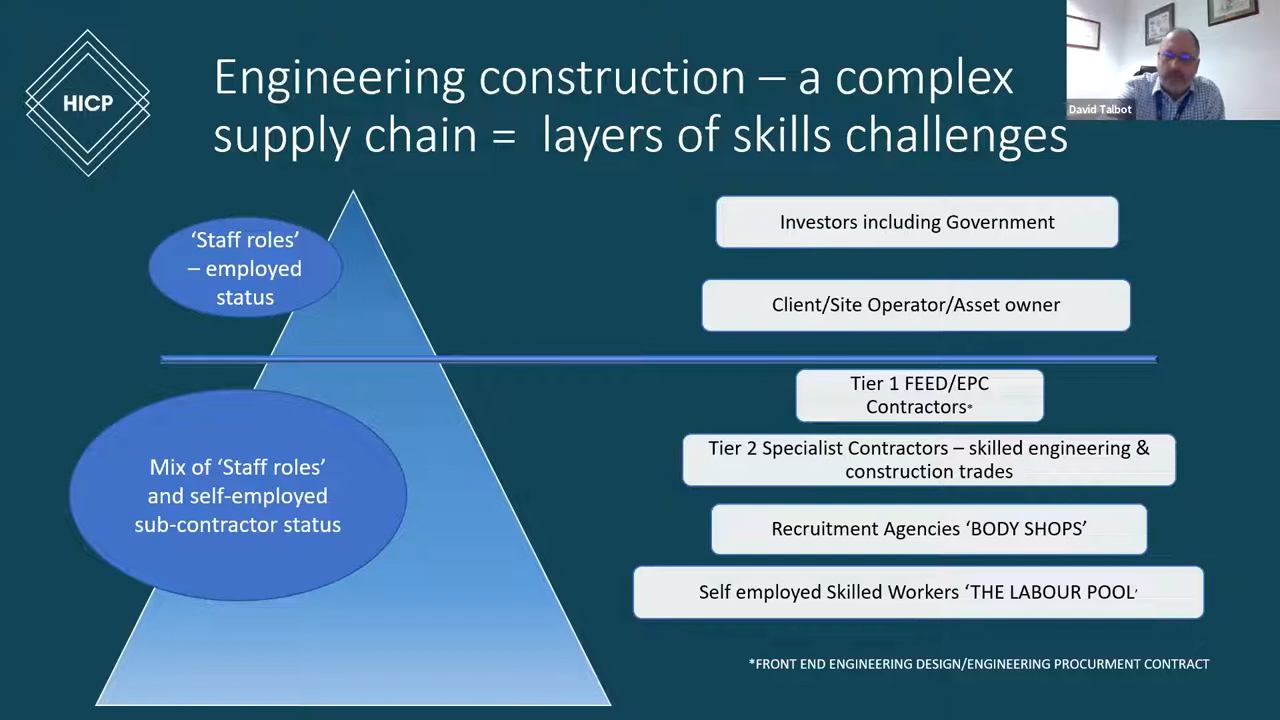 HICP
Engineering construction – a complex
supply chain = layers of skills challenges
David Talbot
‘Staff roles’
– employed
status
Mix of ‘Staff roles’
and self-employed
sub-contractor status
Investors including Government
Client/Site Operator/Asset owner
Tier 1 FEED/EPC
Contractors*
Tier 2 Specialist Contractors – skilled engineering &
construction trades
Recruitment Agencies ‘BODY SHOPS’
Self employed Skilled Workers ‘THE LABOUR POOL’
*FRONT END ENGINEERING DESIGN/ENGINEERING PROCURMENT CONTRACT